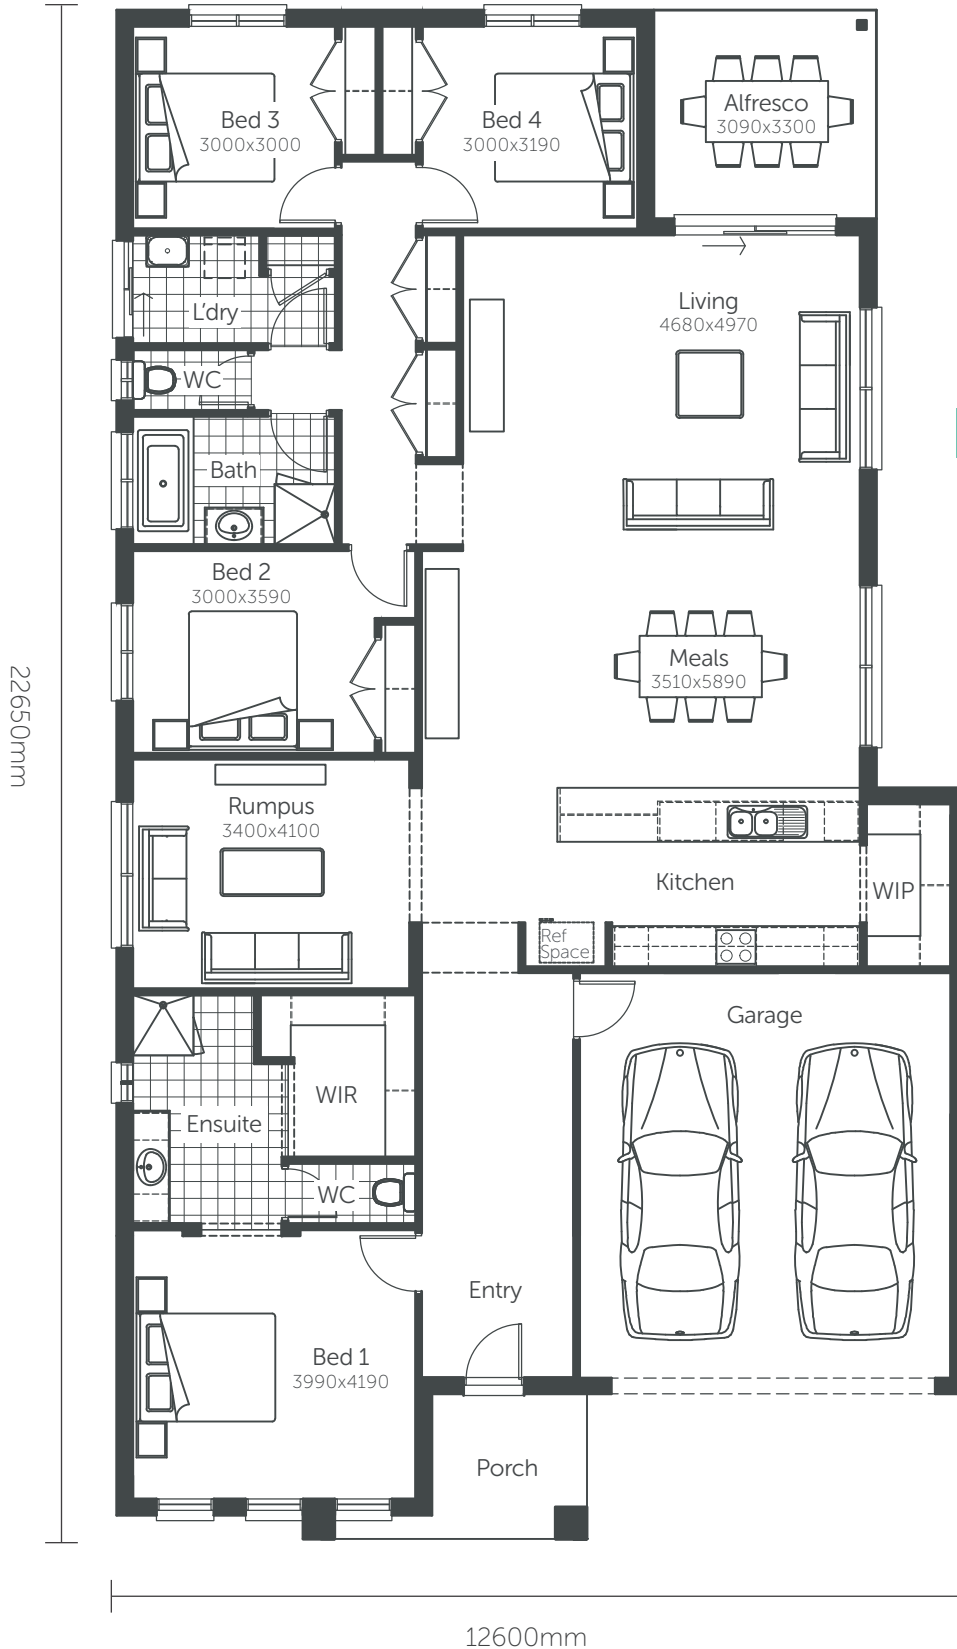 Bed 3
3000x3000
Bed 4
3000x3190
Alfresco
3090x3300
L'dry
Living
4680x4970
WC
Bath
Bed 2
3000x3590
Meals
3510x5890
22650mm
Rumpus
3400x4100
Kitchen
WIP
Ref
Space
Garage
WIR
Ensuite
WC
Entry
Bed 1
3990x4190
Porch
12600mm